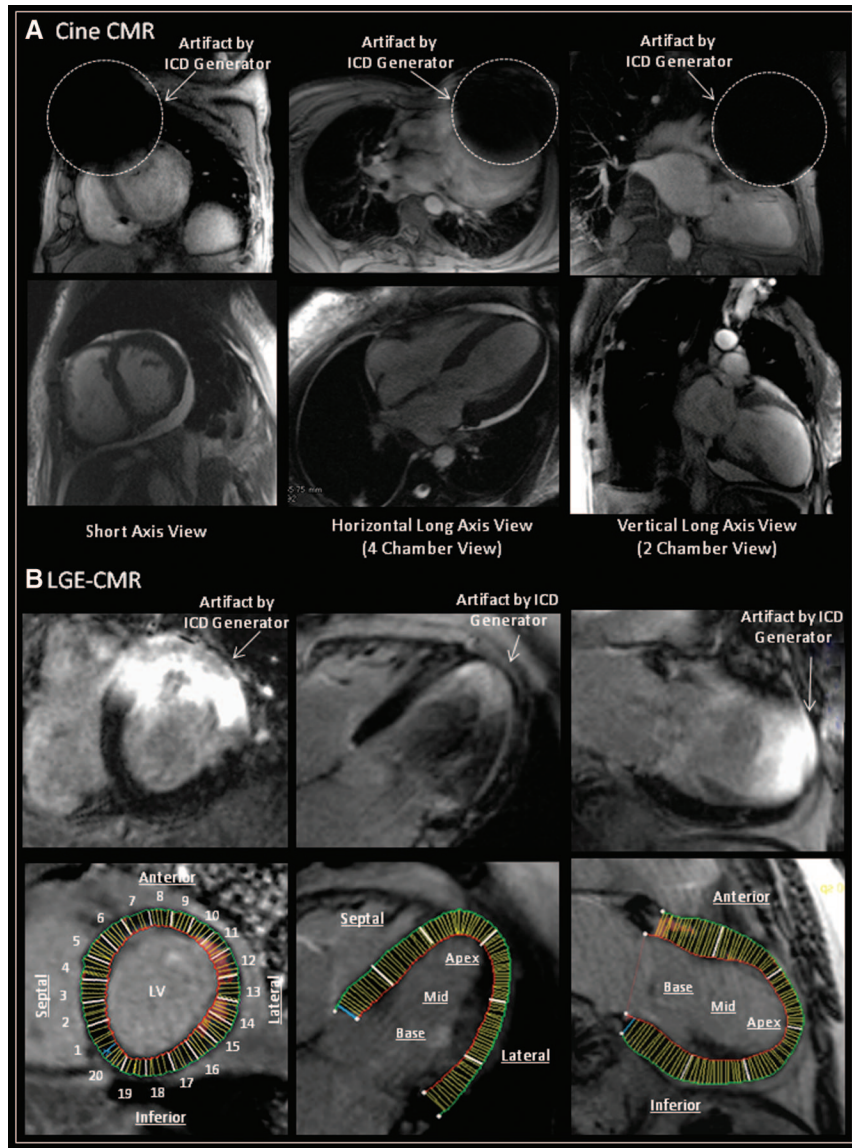 A Cine CMR
Artifact by
ICD Generator
Artifact by
ICD Generator
Artifact by
ICD Generator
Short Axis View
Horizontal Long Axis View
(4 Chamber View)
Vertical Long Axis View
(2 Chamber View)
B LGE-CMR
Artifact by
ICD Generator
Artifact by ICD
Generator
Artifact by ICD
Generator
Anterior
Septal
Lateral
Inferior
LV
1
2
3
4
5
6
7
8
9
10
11
12
13
14
15
16
17
18
19
20
Septal
Apex
Mid
Base
Lateral
Anterior
Base
Mid
Apex
Inferior